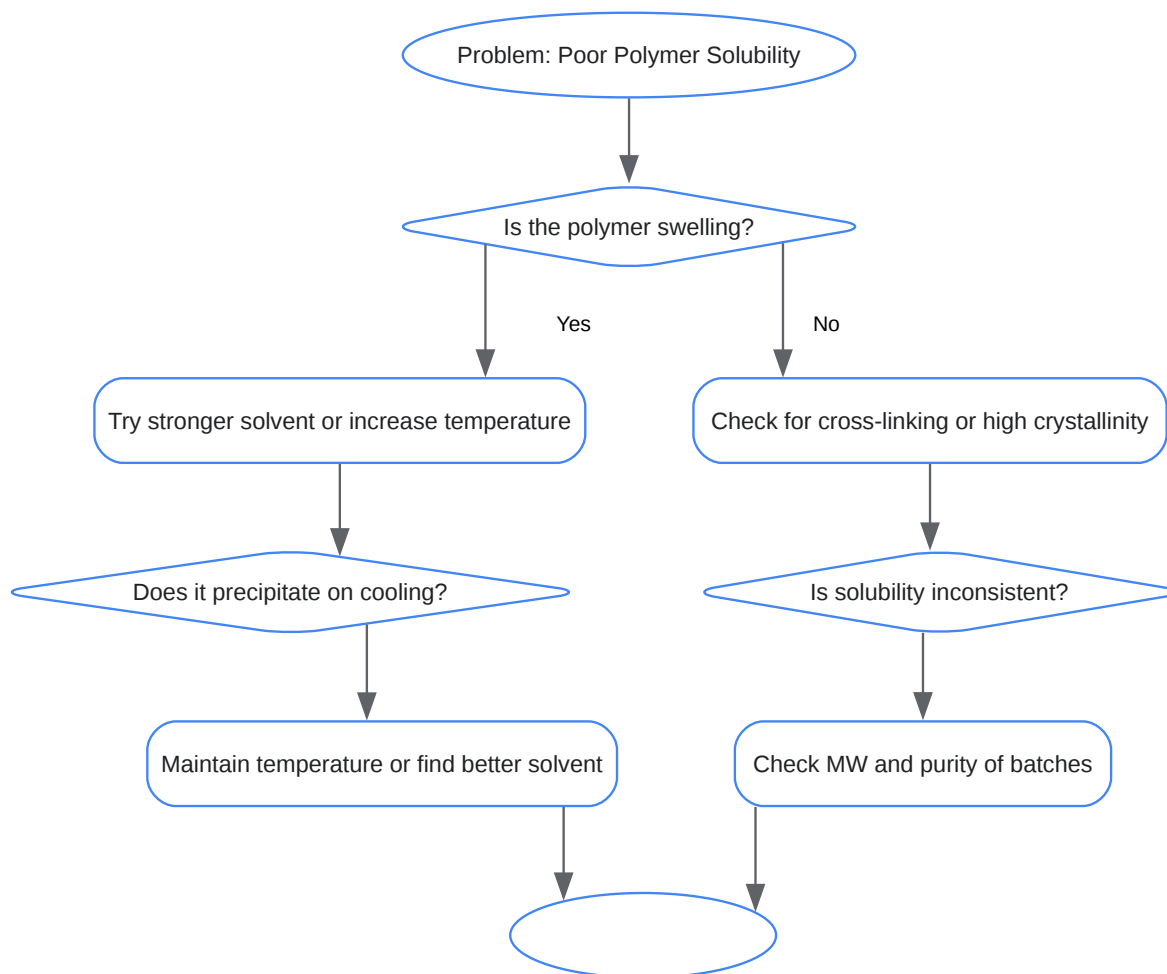 Problem: Poor Polymer Solubility
Is the polymer swelling?
Yes
No
Try stronger solvent or increase temperature
Check for cross-linking or high crystallinity
Does it precipitate on cooling?
Is solubility inconsistent?
Maintain temperature or find better solvent
Check MW and purity of batches